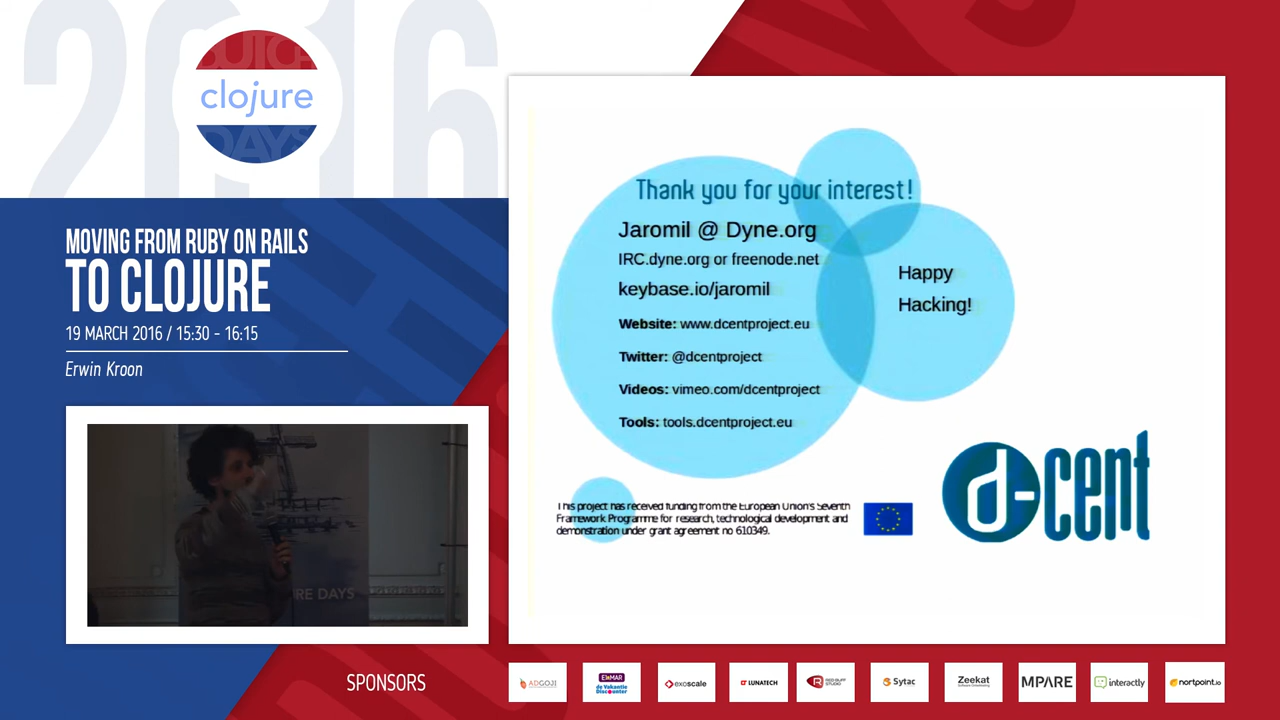 2016
DUTCH
clojure
DAYS
MOVING FROM RUBY ON RAILS
TO CLOJURE
19 MARCH 2016 / 15:30 - 16:15
Erwin Kroon
Thank you for your interest!
Jaromil @ Dyne.org
IRC.dyne.org or freenode.net
keybase.io/jaromil
Website: www.dcentproject.eu
Twitter: @dcentproject
Videos: vimeo.com/dcentproject
Tools: tools.dcentproject.eu
Happy
Hacking!
This project has received funding from the European Union's Seventh
Framework Programme for research, technological development and
demonstration under grant agreement no 610349.
d-cent
URE DAYS
SPONSORS
ADGOJI
de Vakantie
Discounter
exoscale
LUNATECH
Sytac
Zeekat
MPARE
interactly
nortpoint.io